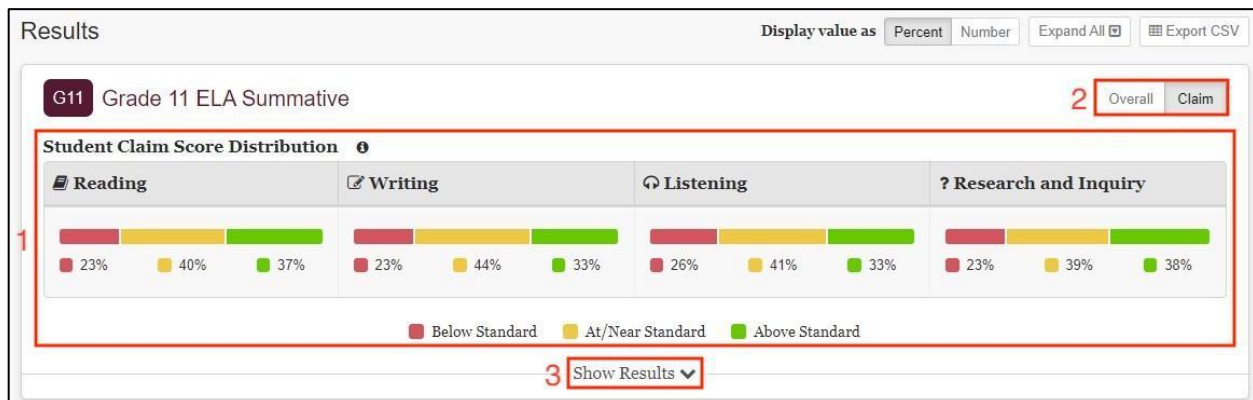 Results Display value as Percent Number Expand All Export CSV
G11 Grade 11 ELA Summative 2 Overall Claim
Student Claim Score Distribution
Reading Writing Listening ? Research and Inquiry
1
23% 40% 37% 23% 44% 33% 26% 41% 33% 23% 39% 38%
Below Standard At/Near Standard Above Standard
3 Show Results